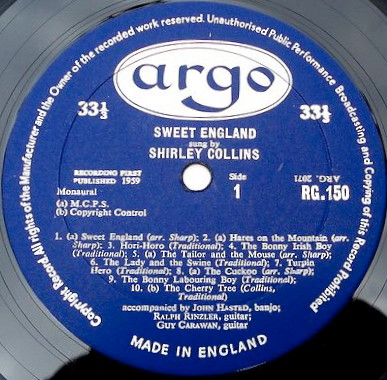 Copyright Record All rights of the Manufacturer and the Owner of the recorded work reserved. Unauthorised Public Performance Broadcasting and Copying of this Record Prohibited
argo
33⅓
33⅓
SWEET ENGLAND
sung by
SHIRLEY COLLINS
RECORDING FIRST
PUBLISHED 1959
Side
1
ARG. 2071
RG.150
Monaural
(a) M.C.P.S.
(b) Copyright Control
1. (a) Sweet England (arr. Sharp); 2. (a) Hares on the Mountain (arr.
Sharp); 3. Hori-Horo (Traditional); 4. The Bonny Irish Boy
(Traditional); 5. (a) The Tailor and the Mouse (arr. Sharp);
6. The Lady and the Swine (Traditional); 7. Turpin
Hero (Traditional); 8. (a) The Cuckoo (arr. Sharp);
9. The Bonny Labouring Boy (Traditional);
10. (b) The Cherry Tree (Collins,
Traditional)
accompanied by JOHN HASTED, banjo;
RALPH RINZLER, guitar;
GUY CARAWAN, guitar
MADE IN ENGLAND